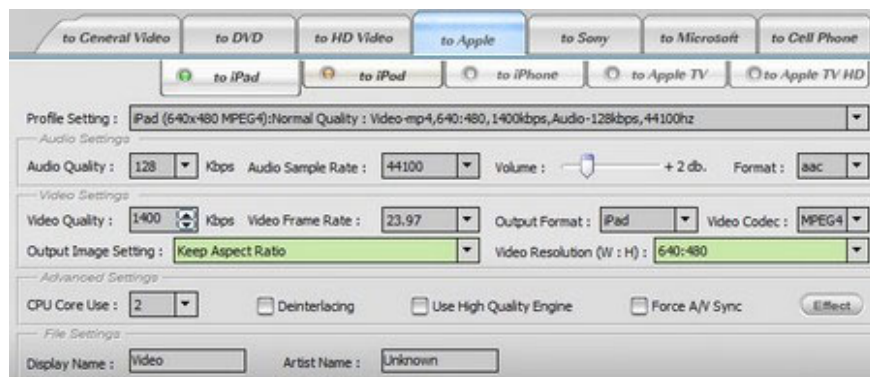 to General Video to DVD to HD Video to Apple to Sony to Microsoft to Cell Phone
to iPad to iPod to iPhone to Apple TV to Apple TV HD
Profile Setting : iPad (640x480 MPEG4):Normal Quality : Video-mp4,640:480,1400kbps,Audio-128kbps,44100hz
Audio Settings
Audio Quality : 128 Kbps Audio Sample Rate : 44100 Volume : + 2 db. Format : aac
Video Settings
Video Quality : 1400 Kbps Video Frame Rate : 23.97 Output Format : iPad Video Codec : MPEG4
Output Image Setting : Keep Aspect Ratio Video Resolution (W : H) : 640:480
Advanced Settings
CPU Core Use : 2 Deinterlacing Use High Quality Engine Force A/V Sync Effect
File Settings
Display Name : Video Artist Name : Unknown